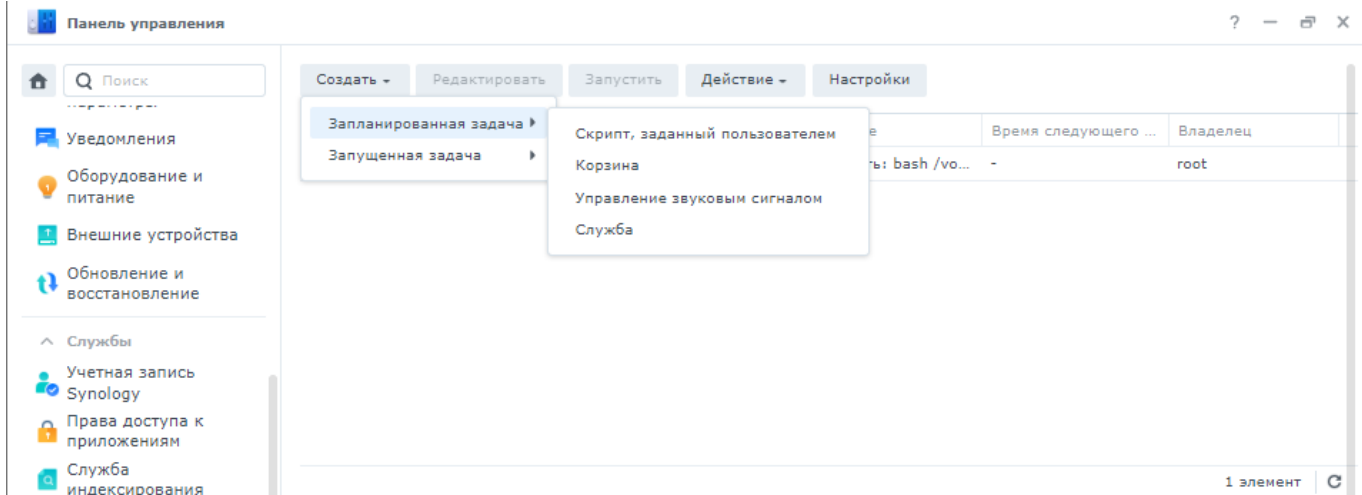 Панель управления
Поиск
Создать
Редактировать
Запустить
Действие
Настройки
Запланированная задача
Запущенная задача
Скрипт, заданный пользователем
Корзина
Управление звуковым сигналом
Служба
Время следующего ...
Владелец
ь: bash /vo...
-
root
Уведомления
Оборудование и
питание
Внешние устройства
Обновление и
восстановление
Службы
Учетная запись
Synology
Права доступа к
приложениям
Служба
индексирования
1 элемент